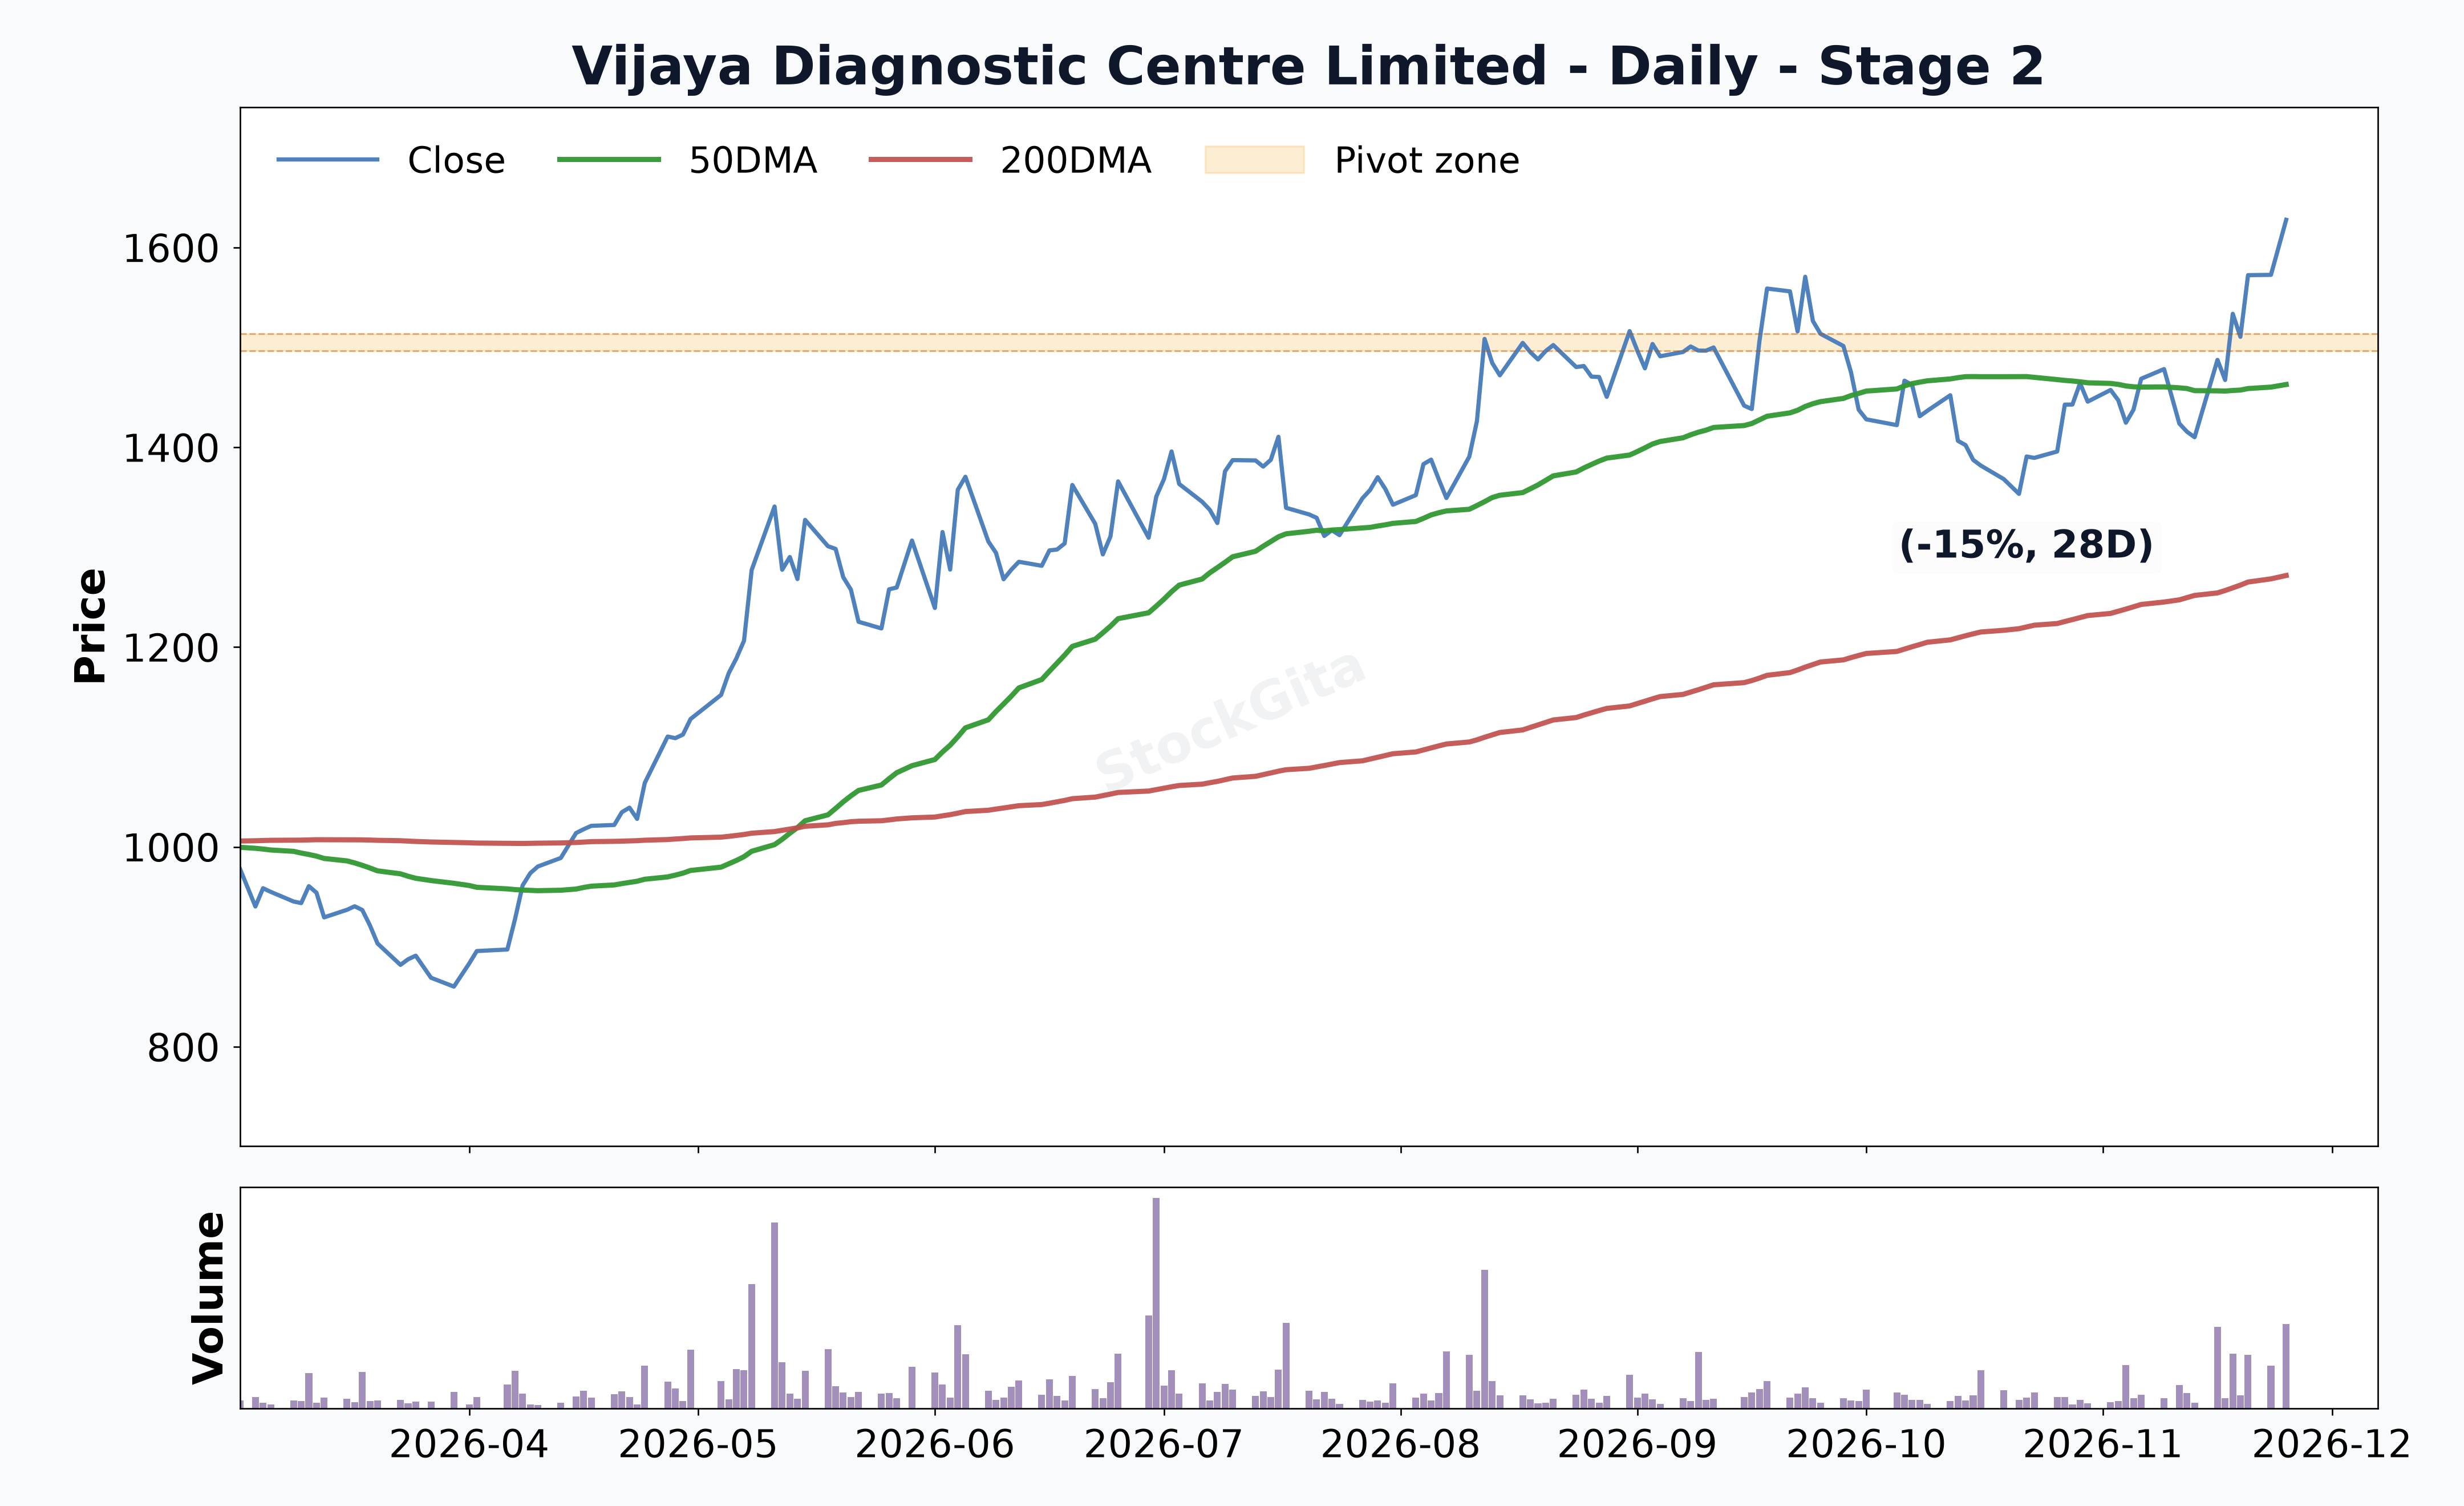 Vijaya Diagnostic Centre Limited - Daily - Stage 2
Close 50DMA 200DMA Pivot zone
1600
1400
1200
1000
800
Price
(-15%, 28D)
StockGita
Volume
2026-04 2026-05 2026-06 2026-07 2026-08 2026-09 2026-10 2026-11 2026-12